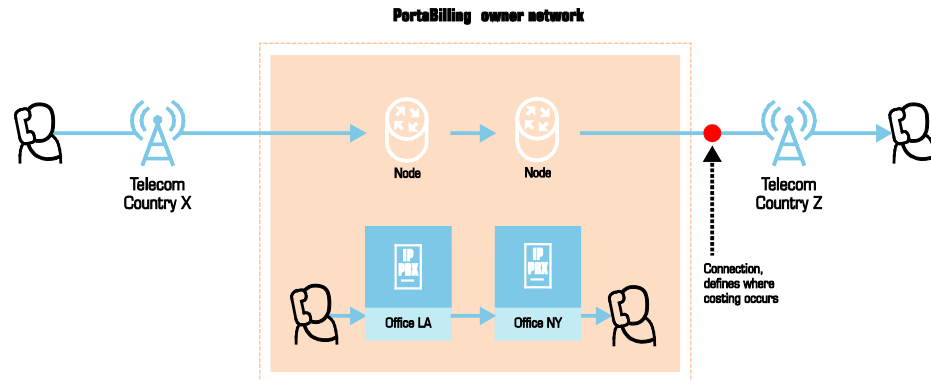 PortaBilling owner network
Node
Node
Telecom
Country X
Telecom
Country Z
IP
PBX
IP
PBX
Connection,
defines where
costing occurs
Office LA
Office NY